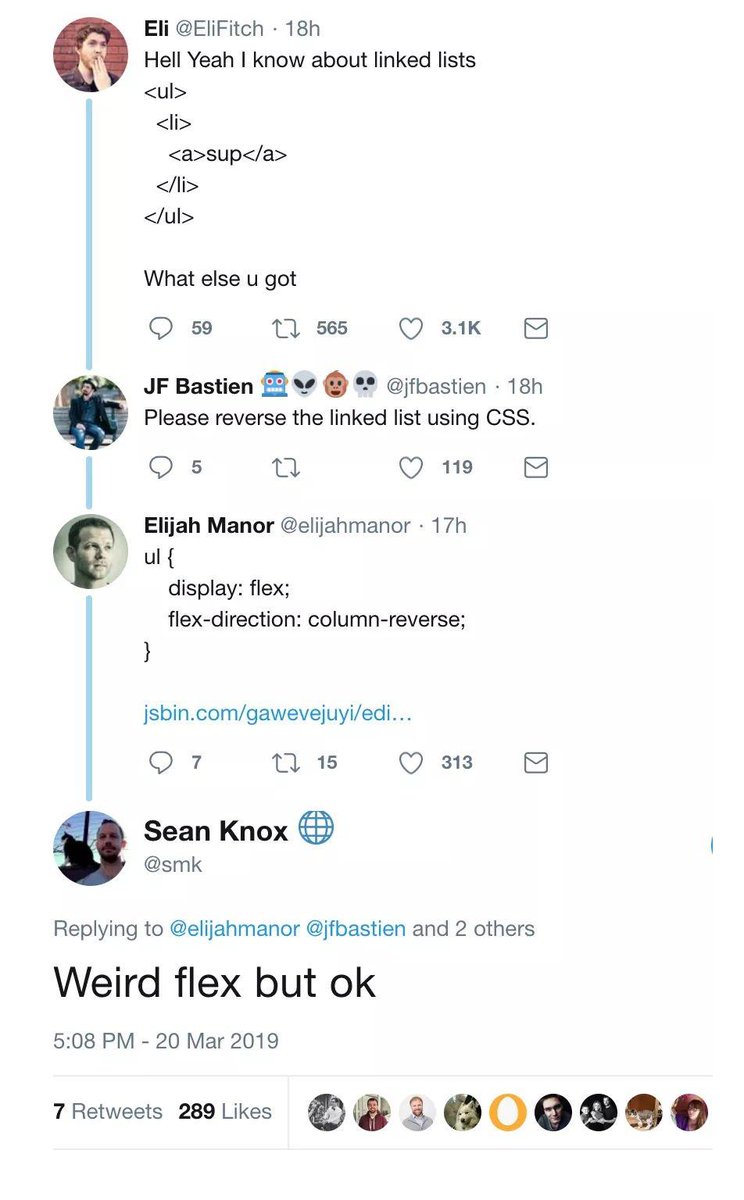 Eli @EliFitch · 18h
Hell Yeah I know about linked lists
<ul>
<li>
<a>sup</a>
</li>
</ul>
What else u got
59 565 3.1K
JF Bastien 🤖👽🐵💀 @jfbastien · 18h
Please reverse the linked list using CSS.
5 119
Elijah Manor @elijahmanor · 17h
ul {
display: flex;
flex-direction: column-reverse;
}
jsbin.com/gawevejuyi/edi…
7 15 313
Sean Knox 🌐
@smk
Replying to @elijahmanor @jfbastien and 2 others
Weird flex but ok
5:08 PM - 20 Mar 2019
7 Retweets 289 Likes